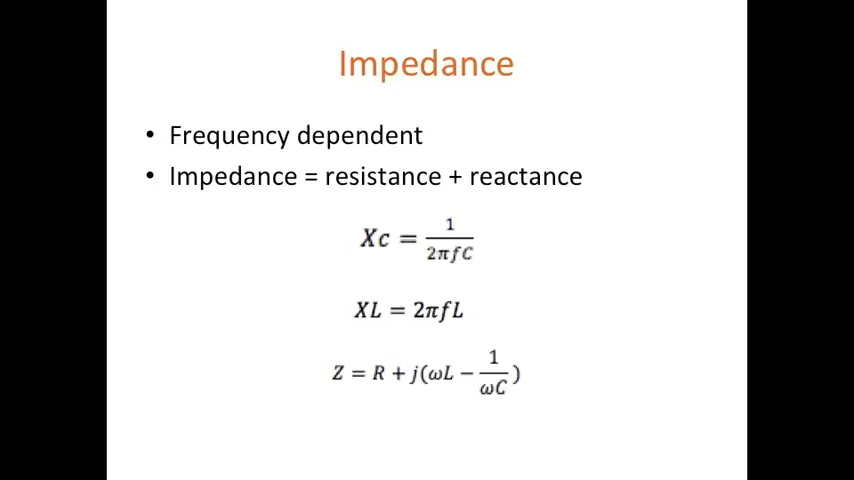 Impedance
• Frequency dependent
• Impedance = resistance + reactance
Xc = 1/(2πfC)
XL = 2πfL
Z = R + j(ωL − 1/(ωC))